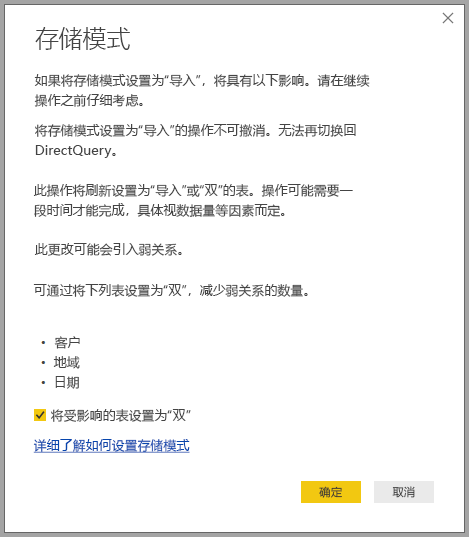 存储模式
如果将存储模式设置为“导入”，将具有以下影响。请在继续
操作之前仔细考虑。
将存储模式设置为“导入”的操作不可撤消。无法再切换回
DirectQuery。
此操作将刷新设置为“导入”或“双”的表。操作可能需要一
段时间才能完成，具体视数据量等因素而定。
此更改可能会引入弱关系。
可通过将下列表设置为“双”，减少弱关系的数量。
• 客户
• 地域
• 日期
将受影响的表设置为“双”
详细了解如何设置存储模式
确定
取消